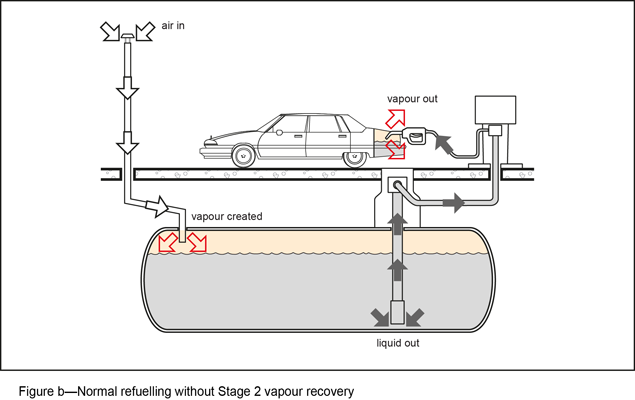 air in
vapour out
vapour created
liquid out
Figure b—Normal refuelling without Stage 2 vapour recovery